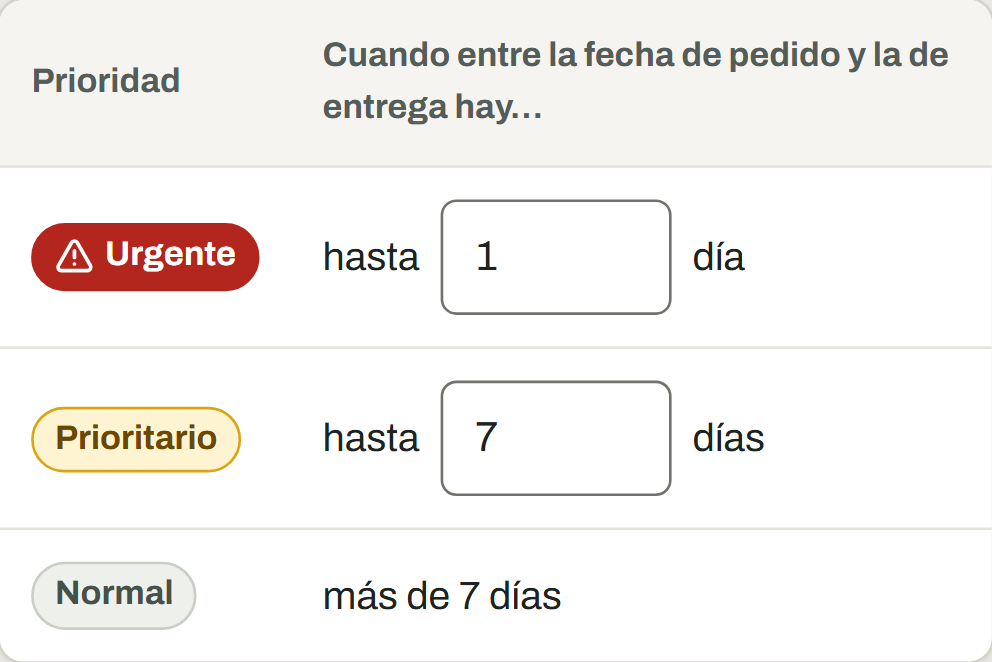 Prioridad
Cuando entre la fecha de pedido y la de
entrega hay...
Urgente
hasta 1 día
Prioritario
hasta 7 días
Normal
más de 7 días